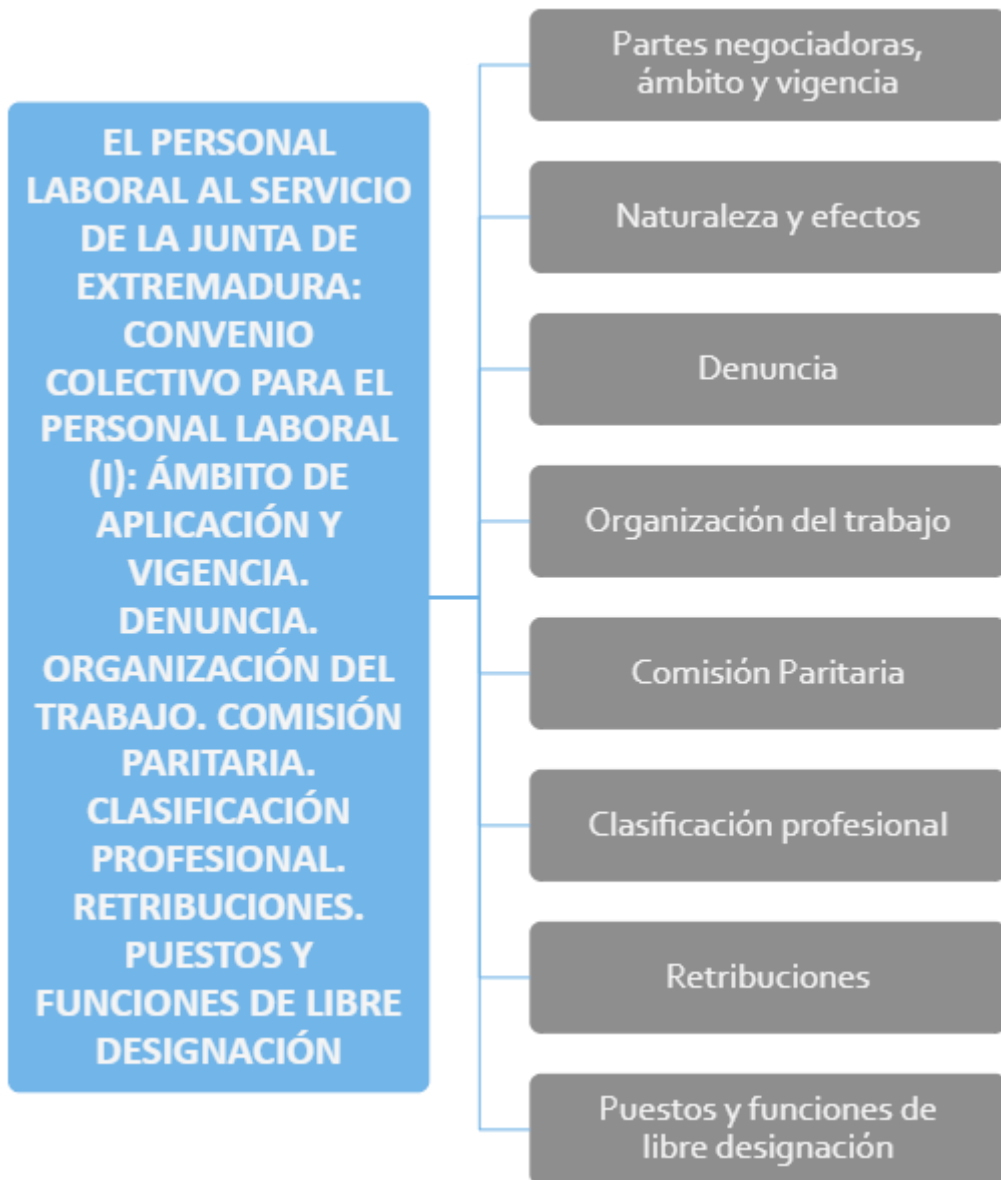 EL PERSONAL
LABORAL AL SERVICIO
DE LA JUNTA DE
EXTREMADURA:
CONVENIO
COLECTIVO PARA EL
PERSONAL LABORAL
(I): ÁMBITO DE
APLICACIÓN Y
VIGENCIA.
DENUNCIA.
ORGANIZACIÓN DEL
TRABAJO. COMISIÓN
PARITARIA.
CLASIFICACIÓN
PROFESIONAL.
RETRIBUCIONES.
PUESTOS Y
FUNCIONES DE LIBRE
DESIGNACIÓN
Partes negociadoras,
ámbito y vigencia
Naturaleza y efectos
Denuncia
Organización del trabajo
Comisión Paritaria
Clasificación profesional
Retribuciones
Puestos y funciones de
libre designación